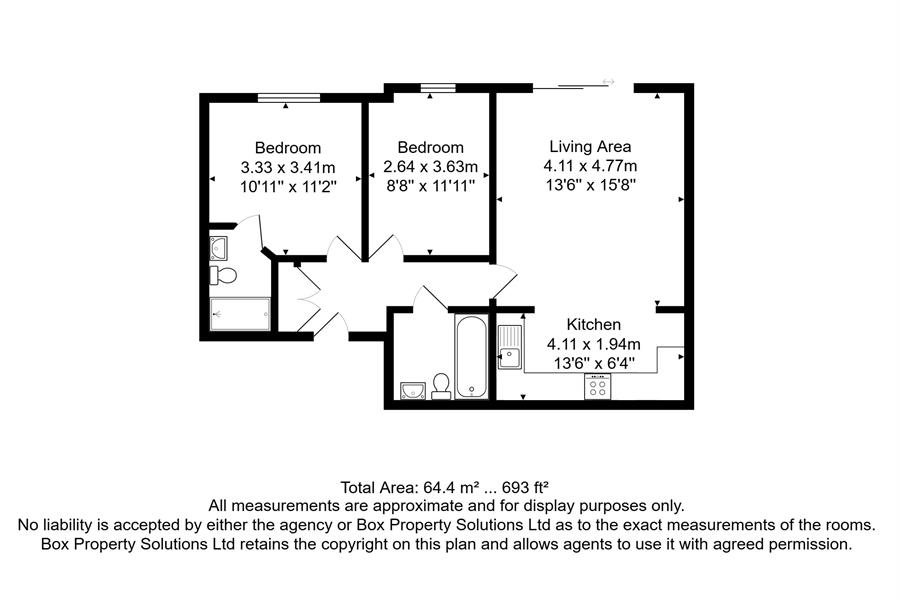 Bedroom
3.33 x 3.41m
10'11" x 11'2"
Bedroom
2.64 x 3.63m
8'8" x 11'11"
Living Area
4.11 x 4.77m
13'6" x 15'8"
Kitchen
4.11 x 1.94m
13'6" x 6'4"
Total Area: 64.4 m² ... 693 ft²
All measurements are approximate and for display purposes only.
No liability is accepted by either the agency or Box Property Solutions Ltd as to the exact measurements of the rooms.
Box Property Solutions Ltd retains the copyright on this plan and allows agents to use it with agreed permission.